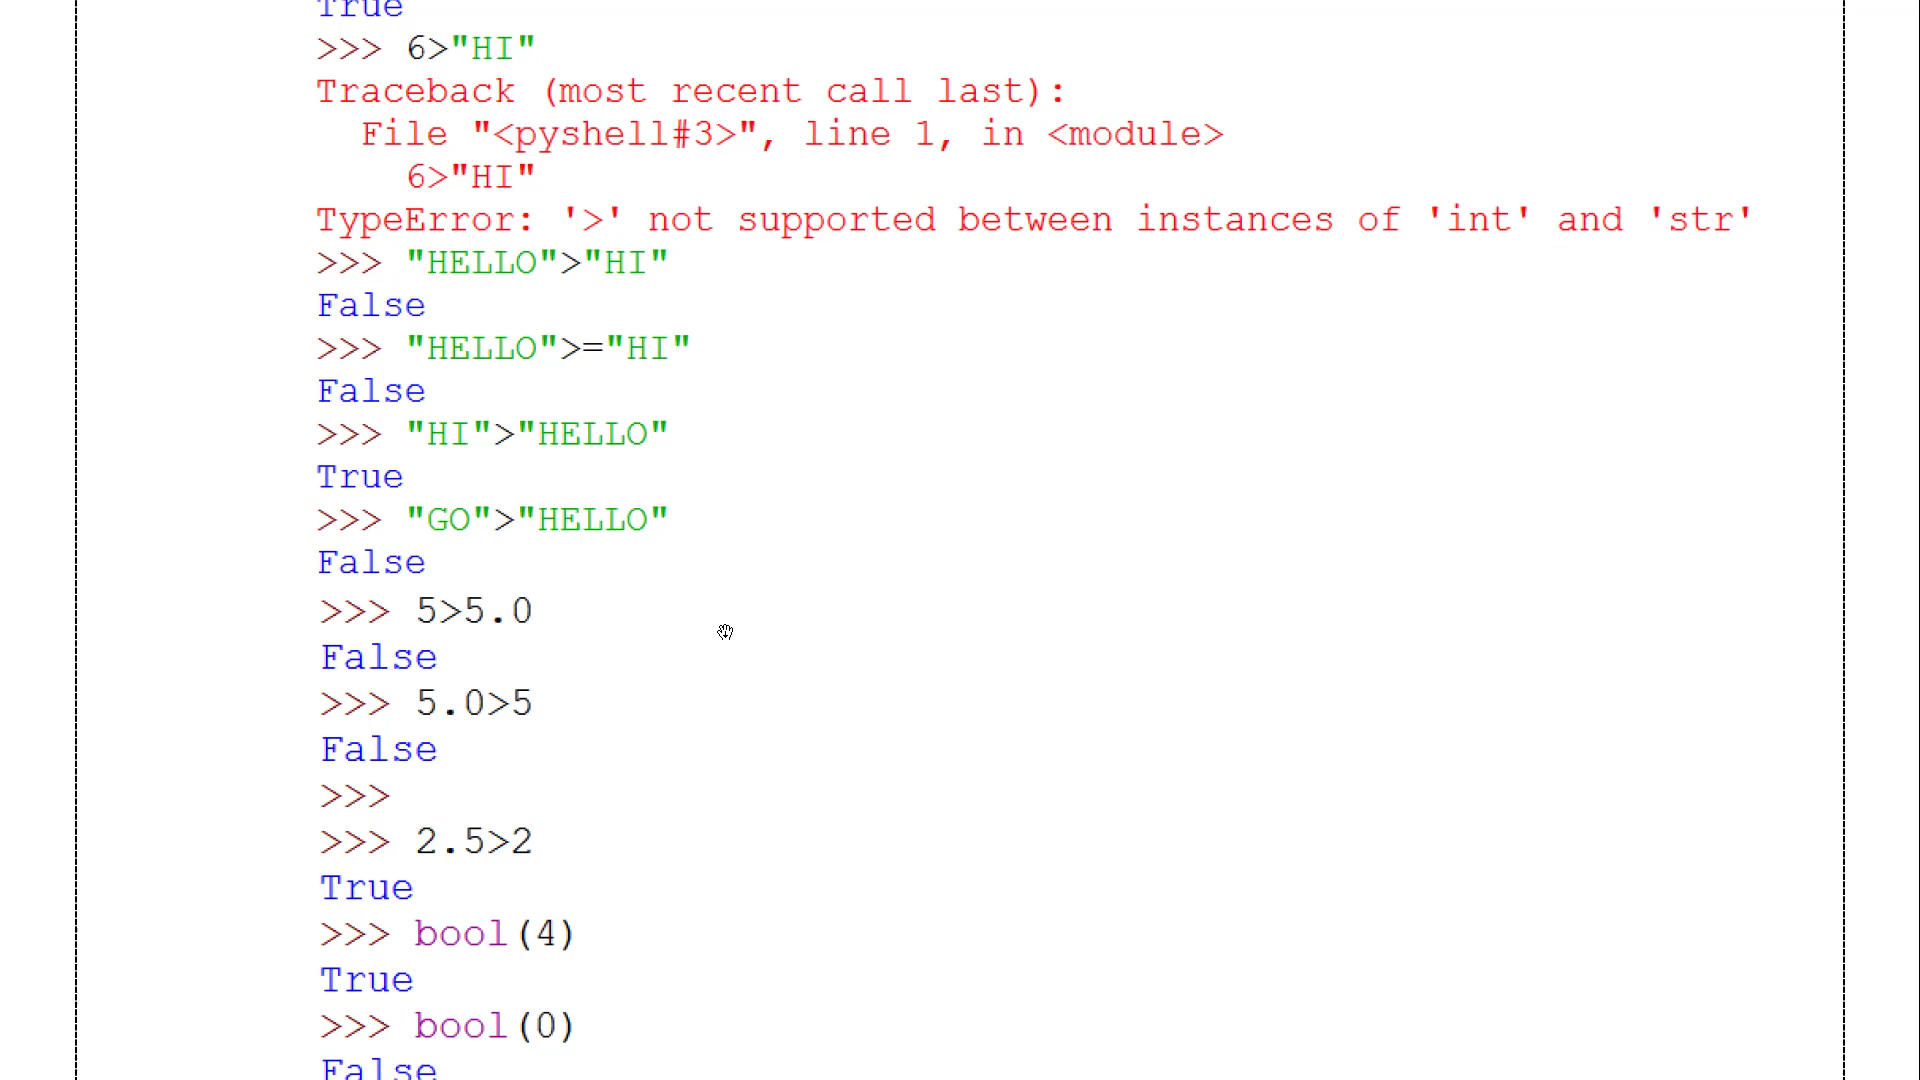 True
>>> 6>"HI"
Traceback (most recent call last):
  File "<pyshell#3>", line 1, in <module>
    6>"HI"
TypeError: '>' not supported between instances of 'int' and 'str'
>>> "HELLO">"HI"
False
>>> "HELLO">="HI"
False
>>> "HI">"HELLO"
True
>>> "GO">"HELLO"
False
>>> 5>5.0
False
>>> 5.0>5
False
>>>
>>> 2.5>2
True
>>> bool(4)
True
>>> bool(0)
False